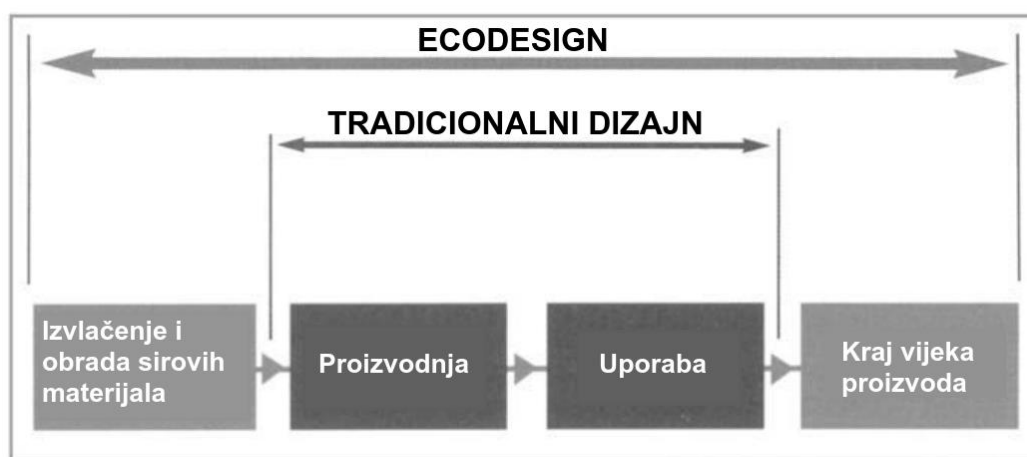 ECODESIGN
TRADICIONALNI DIZAJN
Izvlačenje i
obrada sirovih
materijala
Proizvodnja
Uporaba
Kraj vijeka
proizvoda